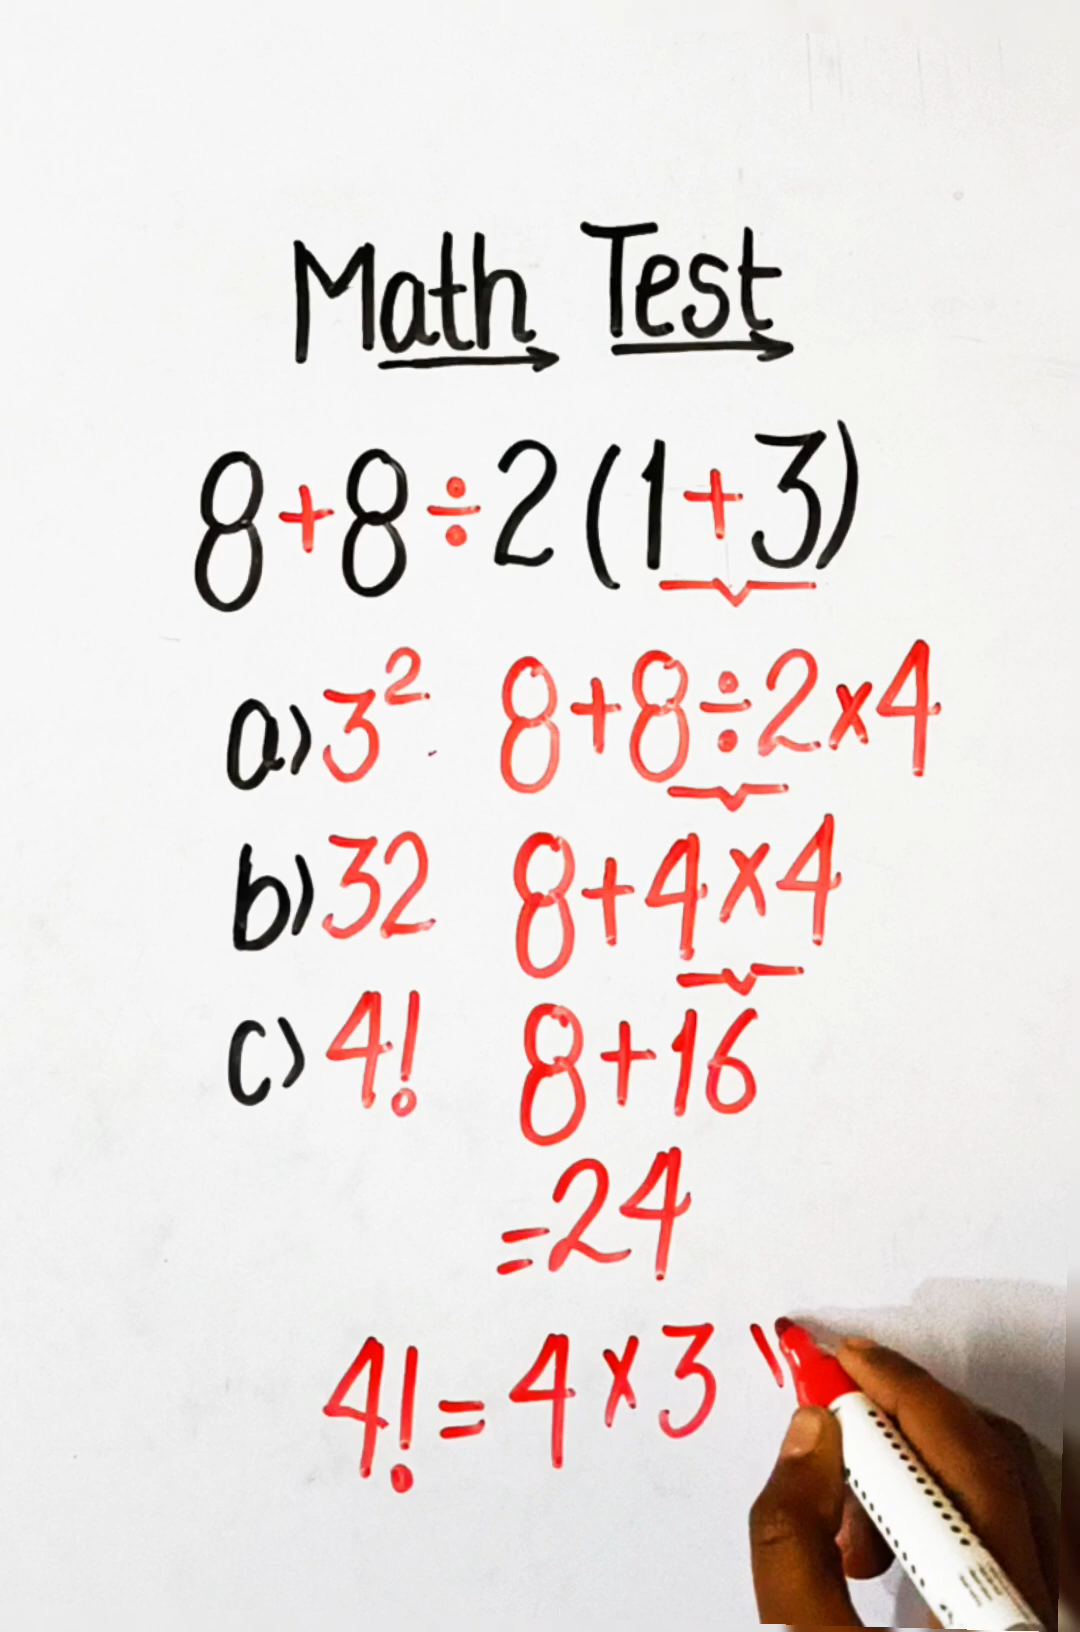 Math Test
8+8÷2(1+3)
a) 3² 8+8÷2×4
b) 32 8+4×4
c) 4! 8+16
=24
4! = 4×3